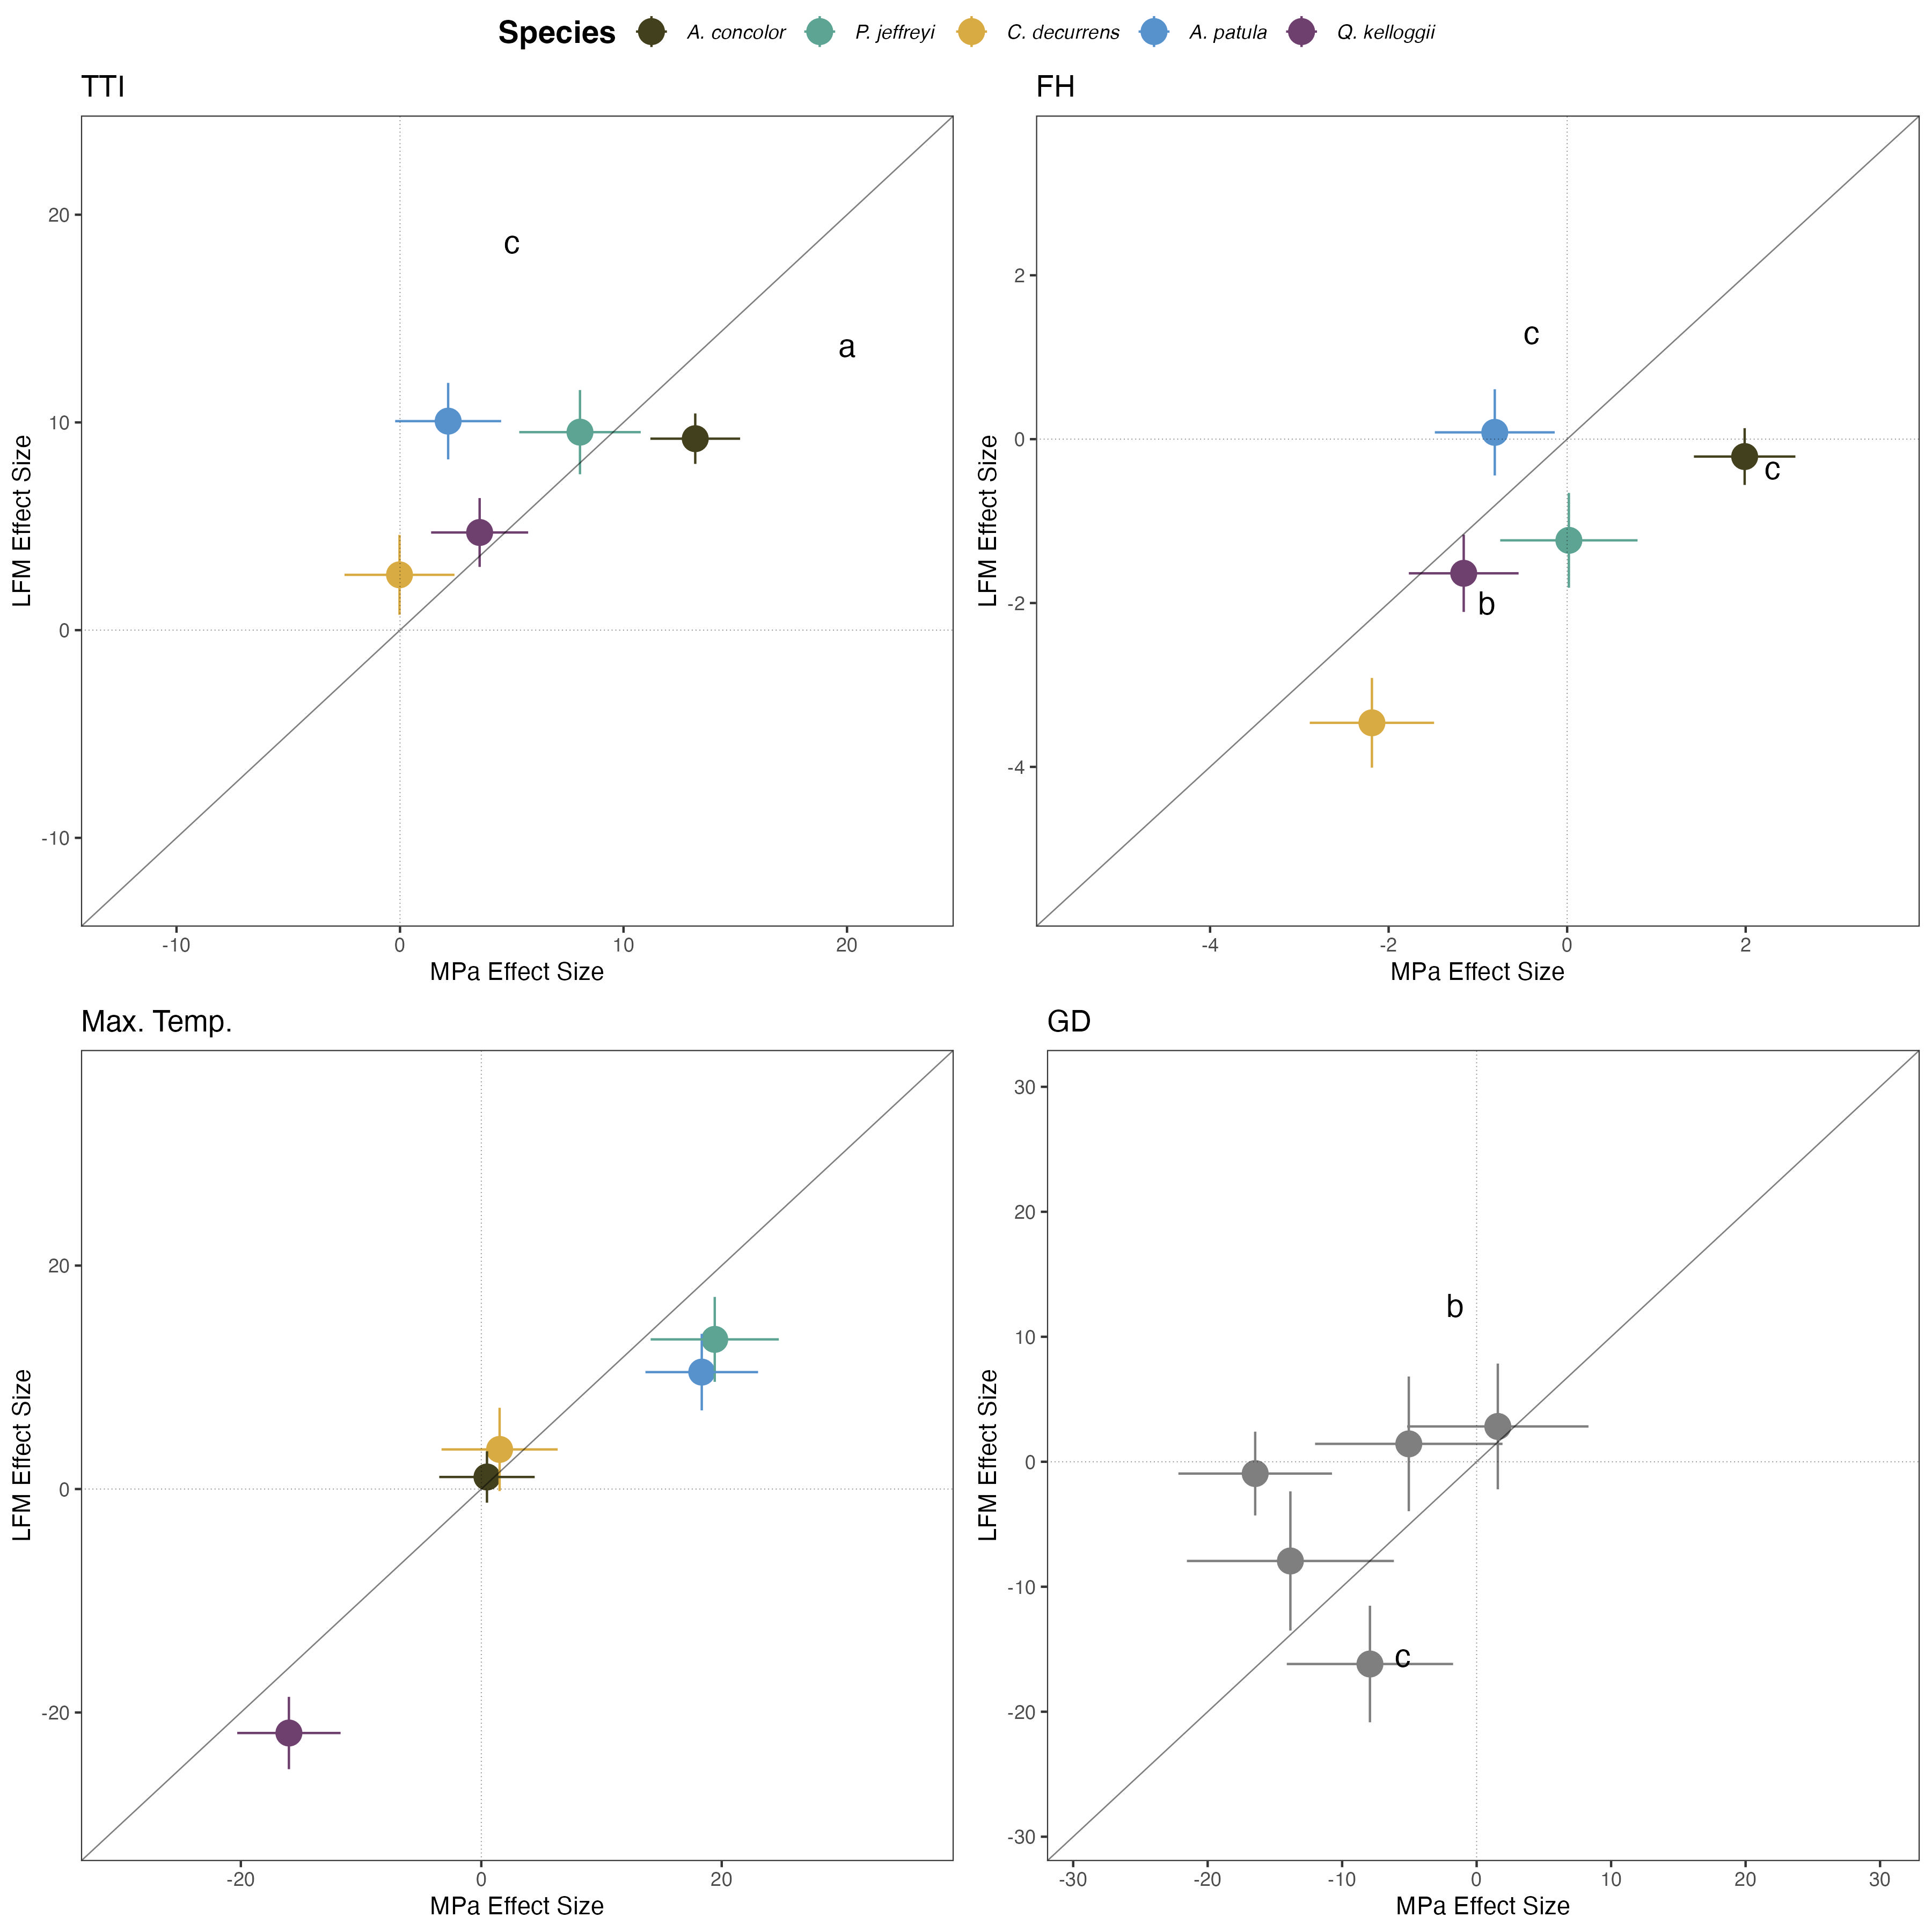 Species A. concolor P. jeffreyi C. decurrens A. patula Q. kelloggii
TTI
20
10
0
-10
-10 0 10 20
LFM Effect Size
MPa Effect Size
c
a
FH
2
0
-2
-4
-4 -2 0 2
LFM Effect Size
MPa Effect Size
c
c
b
Max. Temp.
20
0
-20
-20 0 20
LFM Effect Size
MPa Effect Size
GD
30
20
10
0
-10
-20
-30
-30 -20 -10 0 10 20 30
LFM Effect Size
MPa Effect Size
b
c